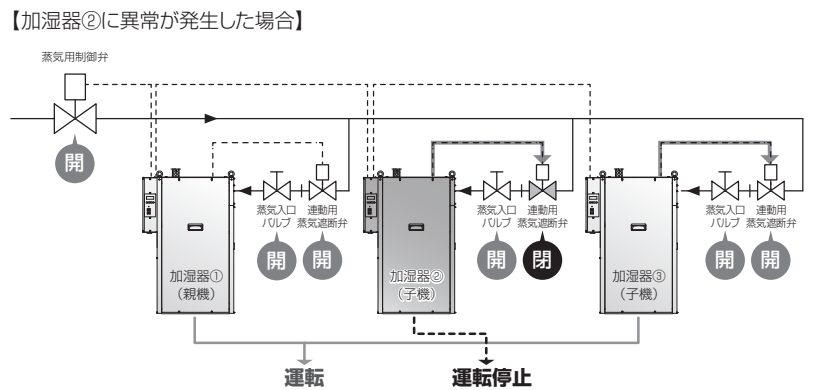 【加湿器②に異常が発生した場合】
蒸気用制御弁
開
蒸気入口
バルブ
連動用
蒸気遮断弁
開
開
加湿器①
（親機）
蒸気入口
バルブ
連動用
蒸気遮断弁
開
閉
加湿器②
（子機）
蒸気入口
バルブ
連動用
蒸気遮断弁
開
開
加湿器③
（子機）
運転
運転停止